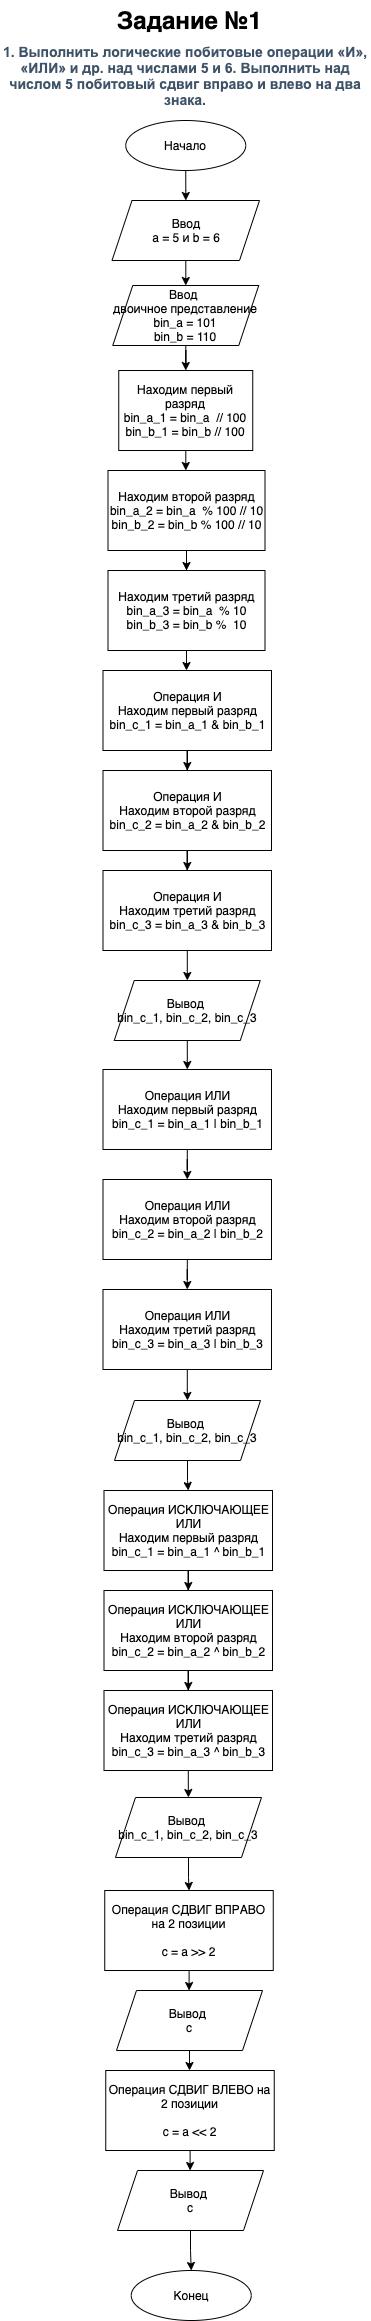 Задание №1
1. Выполнить логические побитовые операции «И»,
«ИЛИ» и др. над числами 5 и 6. Выполнить над
числом 5 побитовый сдвиг вправо и влево на два
знака.
Начало
Ввод
a = 5 и b = 6
Ввод
двоичное представление
bin_a = 101
bin_b = 110
Находим первый
разряд
bin_a_1 = bin_a // 100
bin_b_1 = bin_b // 100
Находим второй разряд
bin_a_2 = bin_a % 100 // 10
bin_b_2 = bin_b % 100 // 10
Находим третий разряд
bin_a_3 = bin_a % 10
bin_b_3 = bin_b % 10
Операция И
Находим первый разряд
bin_c_1 = bin_a_1 & bin_b_1
Операция И
Находим второй разряд
bin_c_2 = bin_a_2 & bin_b_2
Операция И
Находим третий разряд
bin_c_3 = bin_a_3 & bin_b_3
Вывод
bin_c_1, bin_c_2, bin_c_3
Операция ИЛИ
Находим первый разряд
bin_c_1 = bin_a_1 | bin_b_1
Операция ИЛИ
Находим второй разряд
bin_c_2 = bin_a_2 | bin_b_2
Операция ИЛИ
Находим третий разряд
bin_c_3 = bin_a_3 | bin_b_3
Вывод
bin_c_1, bin_c_2, bin_c_3
Операция ИСКЛЮЧАЮЩЕЕ
ИЛИ
Находим первый разряд
bin_c_1 = bin_a_1 ^ bin_b_1
Операция ИСКЛЮЧАЮЩЕЕ
ИЛИ
Находим второй разряд
bin_c_2 = bin_a_2 ^ bin_b_2
Операция ИСКЛЮЧАЮЩЕЕ
ИЛИ
Находим третий разряд
bin_c_3 = bin_a_3 ^ bin_b_3
Вывод
bin_c_1, bin_c_2, bin_c_3
Операция СДВИГ ВПРАВО
на 2 позиции
c = a >> 2
Вывод
c
Операция СДВИГ ВЛЕВО на
2 позиции
c = a << 2
Вывод
c
Конец